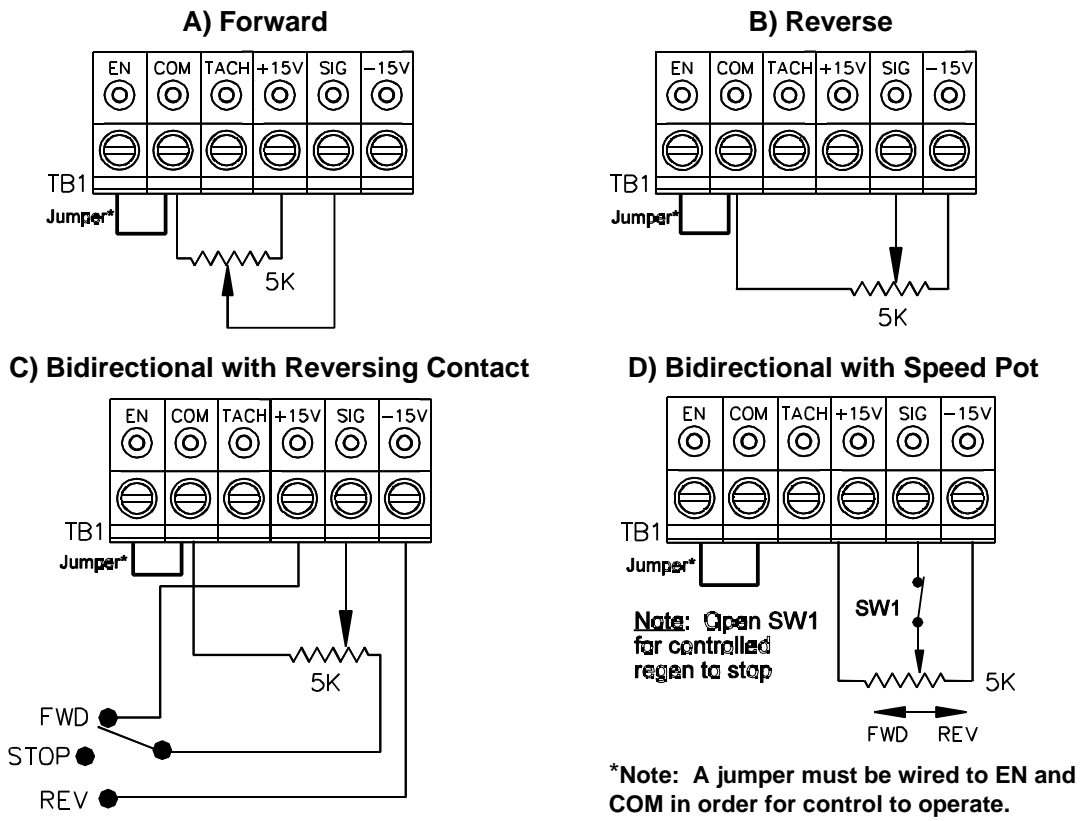 A) Forward
EN COM TACH +15V SIG -15V
TB1
Jumper*
5K
B) Reverse
EN COM TACH +15V SIG -15V
TB1
Jumper*
5K
C) Bidirectional with Reversing Contact
EN COM TACH +15V SIG -15V
TB1
Jumper*
5K
FWD
STOP
REV
D) Bidirectional with Speed Pot
EN COM TACH +15V SIG -15V
TB1
Jumper*
SW1
Note: Open SW1
for controlled
regen to stop
5K
FWD REV
*Note: A jumper must be wired to EN and
COM in order for control to operate.